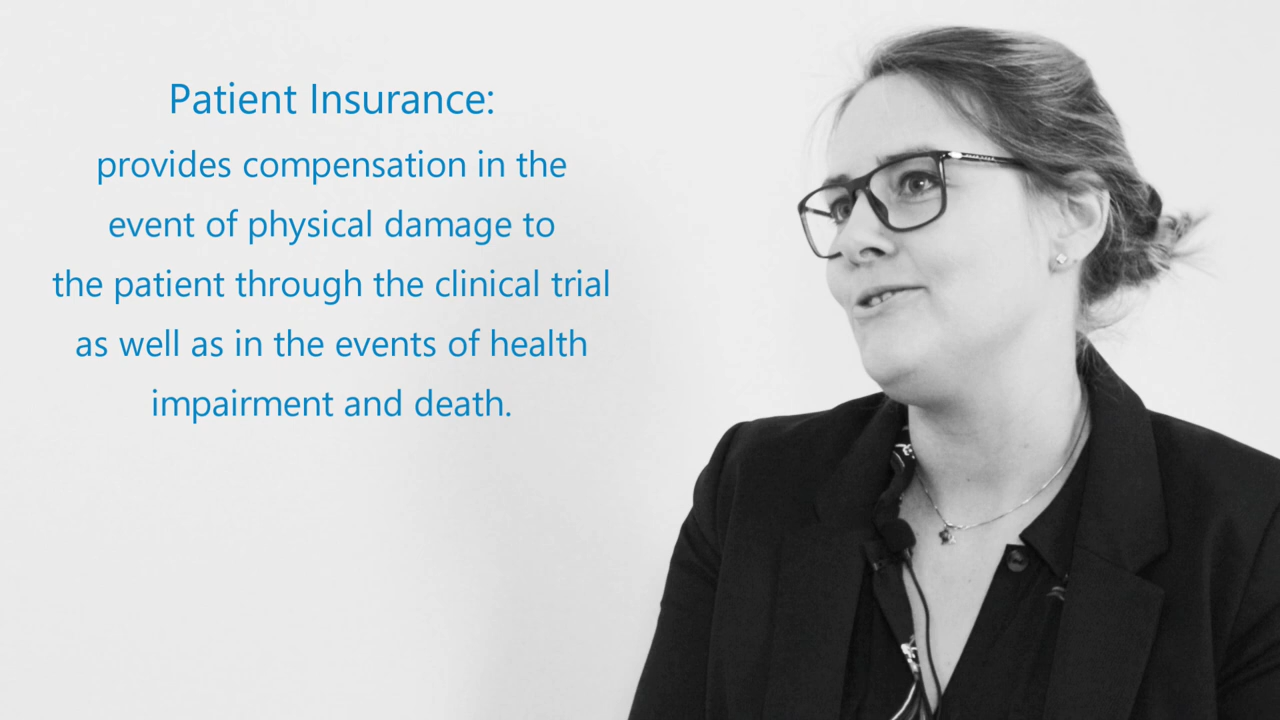 Patient Insurance:
provides compensation in the
event of physical damage to
the patient through the clinical trial
as well as in the events of health
impairment and death.